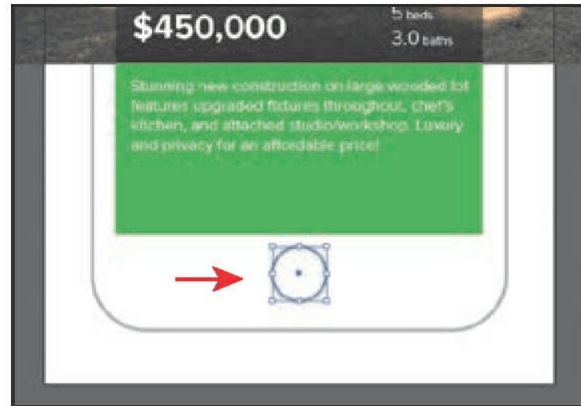 $450,000
5 beds
3.0 baths
Stunning new construction on large wooded lot
features upgraded fixtures throughout, chef's
kitchen, and attached studio/workshop. Luxury
and privacy for an affordable price!